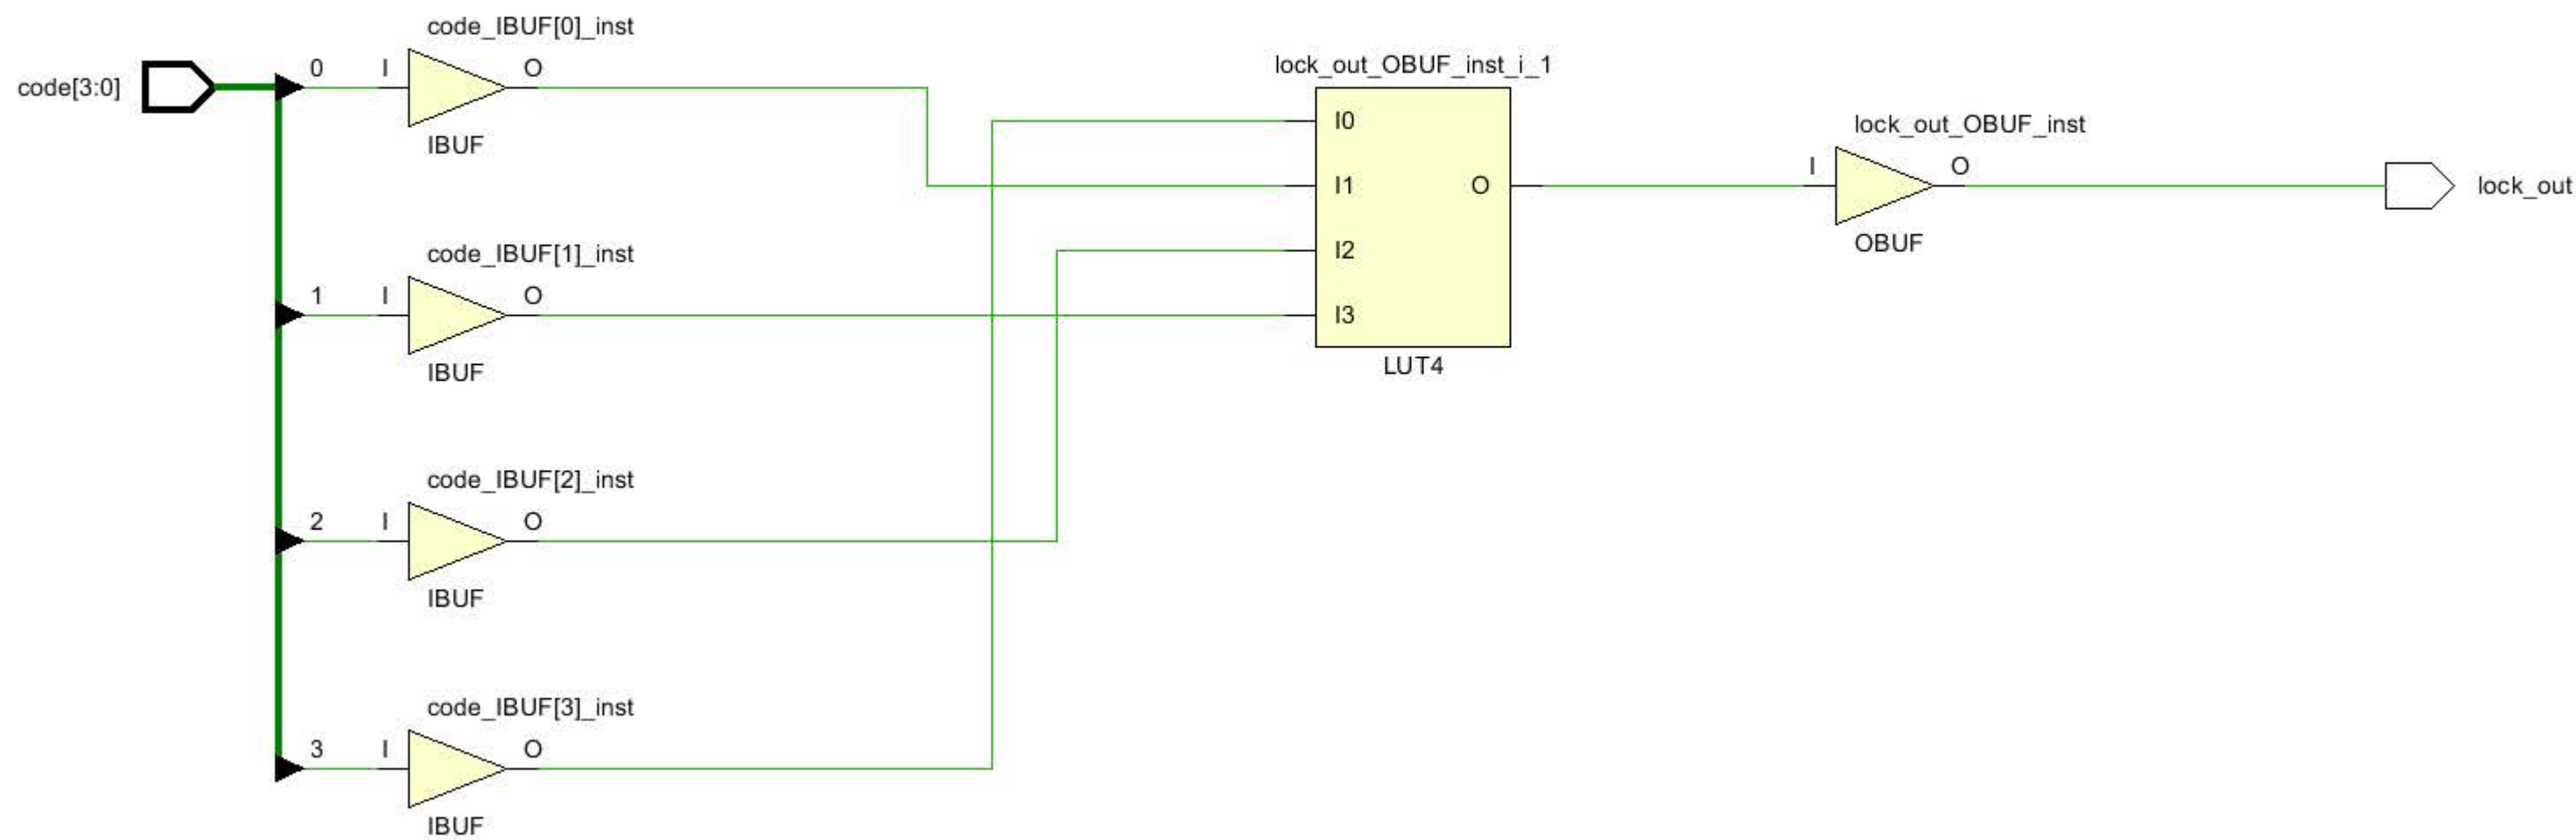 code[3:0]
code_IBUF[0]_inst
0
I
O
IBUF
code_IBUF[1]_inst
1
I
O
IBUF
code_IBUF[2]_inst
2
I
O
IBUF
code_IBUF[3]_inst
3
I
O
IBUF
lock_out_OBUF_inst_i_1
I0
I1
I2
I3
O
LUT4
lock_out_OBUF_inst
I
O
OBUF
lock_out